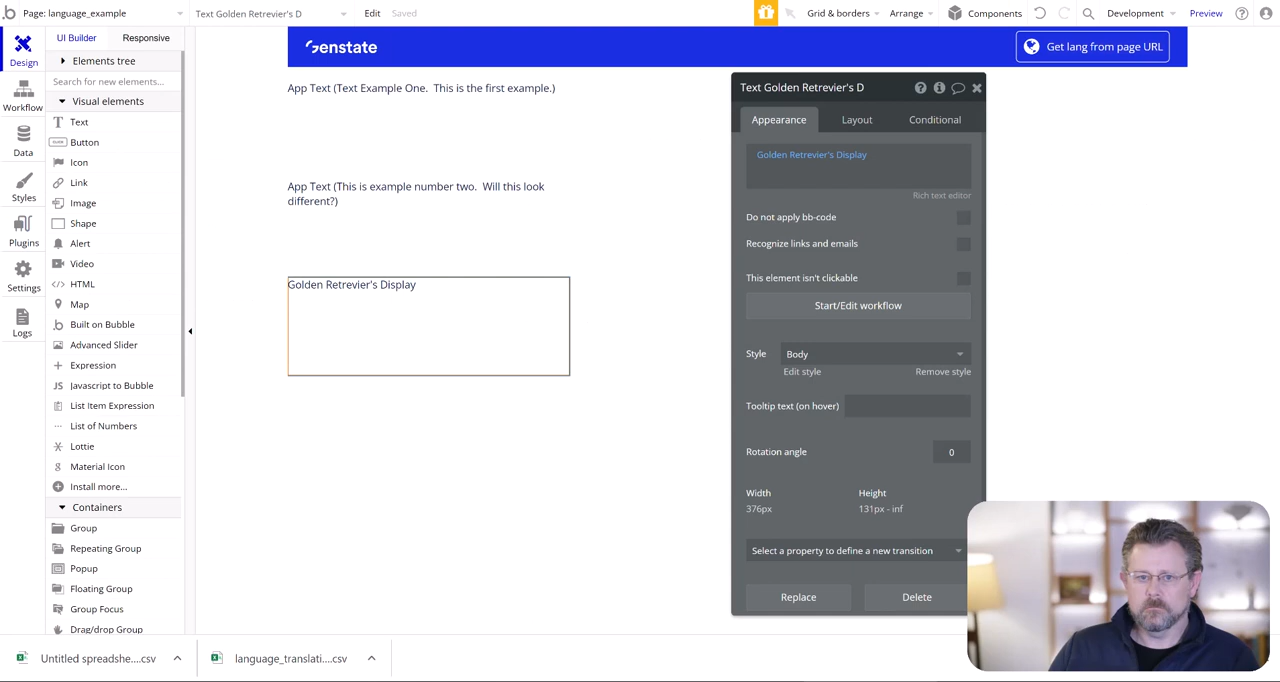 Page: language_example
Text Golden Retrevier's D
Edit
Saved
Grid & borders
Arrange
Components
Development
Preview
Design
Workflow
Data
Styles
Plugins
Settings
Logs
UI Builder
Responsive
Elements tree
Search for new elements...
Visual elements
Text
Button
Icon
Link
Image
Shape
Alert
Video
HTML
Map
Built on Bubble
Advanced Slider
Expression
Javascript to Bubble
List Item Expression
List of Numbers
Lottie
Material Icon
Install more...
Containers
Group
Repeating Group
Popup
Floating Group
Group Focus
Drag/drop Group
Genstate
Get lang from page URL
App Text (Text Example One. This is the first example.)
App Text (This is example number two. Will this look
different?)
Golden Retrevier's Display
Text Golden Retrevier's D
Appearance
Layout
Conditional
Golden Retrevier's Display
Rich text editor
Do not apply bb-code
Recognize links and emails
This element isn't clickable
Start/Edit workflow
Style
Body
Edit style
Remove style
Tooltip text (on hover)
Rotation angle
0
Width
Height
376px
131px - inf
Select a property to define a new transition
Replace
Delete
Untitled spreadshe....csv
language_translati....csv